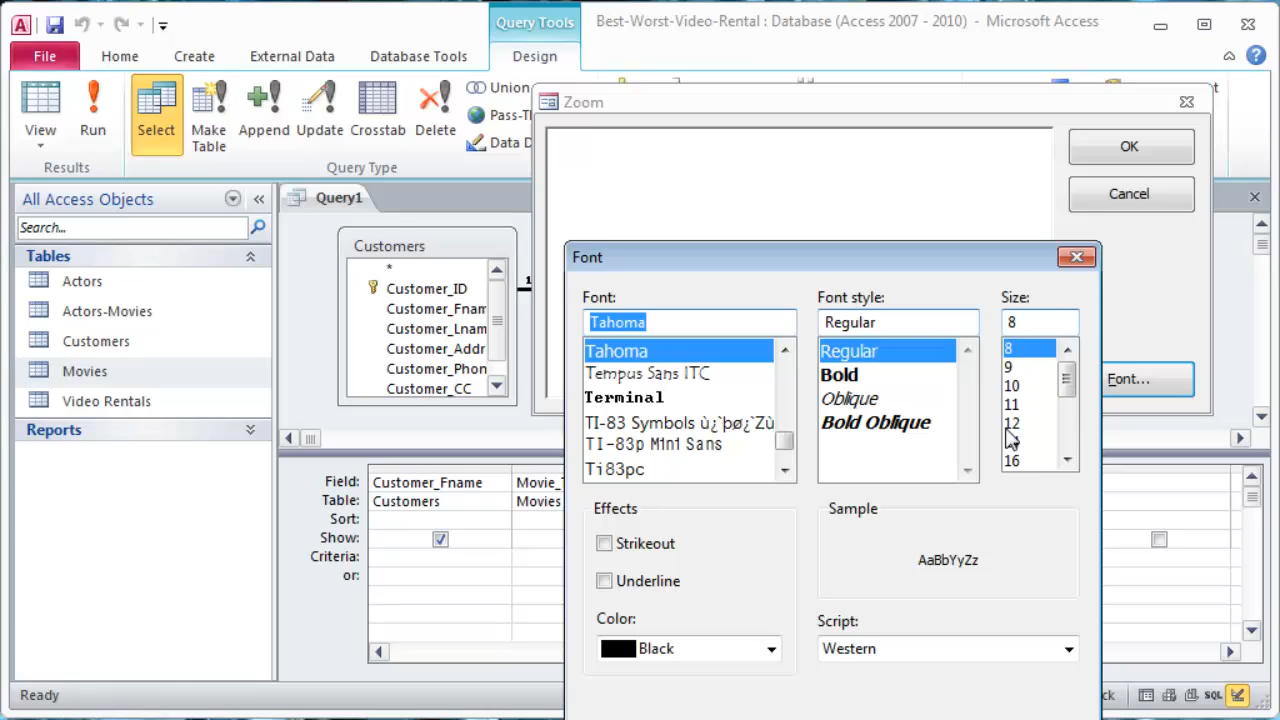 A
Query Tools
Best-Worst-Video-Rental : Database (Access 2007 - 2010) - Microsoft Access
File
Home
Create
External Data
Database Tools
Design
View
Run
Select
Make Table
Append
Update
Crosstab
Delete
Union
Pass-Th
Data D
Results
Query Type
Zoom
OK
Cancel
Font...
All Access Objects
Search...
Tables
Actors
Actors-Movies
Customers
Movies
Video Rentals
Reports
Query1
Customers
*
Customer_ID
Customer_Fnam
Customer_Lnam
Customer_Addr
Customer_Phon
Customer_CC
1
Field:
Table:
Sort:
Show:
Criteria:
or:
Customer_Fname
Customers
Movie_T
Movies
Font
Font:
Tahoma
Tahoma
Tempus Sans ITC
Terminal
TI-83 Symbols ù¿`þø¿`Zù
TI-83p Mini Sans
Ti83pc
Font style:
Regular
Regular
Bold
Oblique
Bold Oblique
Size:
8
8
9
10
11
12
16
Effects
Strikeout
Underline
Color:
Black
Sample
AaBbYyZz
Script:
Western
Ready
ck
SQL